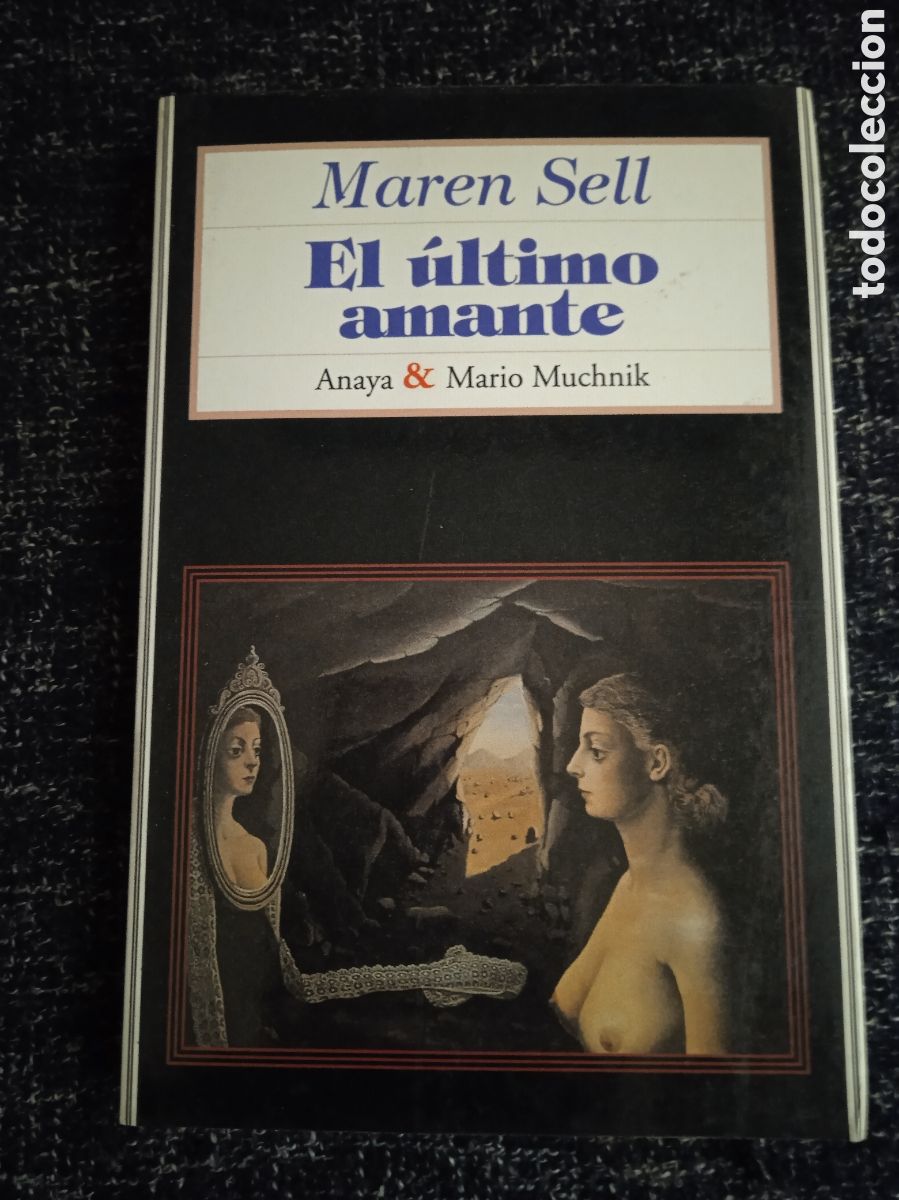 Maren Sell
El último
amante
Anaya & Mario Muchnik
todocoleccion